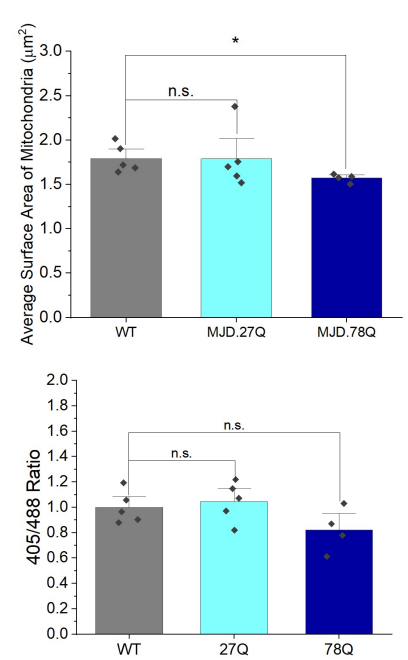 Average Surface Area of Mitochondria (μm²)
3.0
2.5
2.0
1.5
1.0
0.5
0.0
*
n.s.
WT
MJD.27Q
MJD.78Q
405/488 Ratio
2.0
1.8
1.6
1.4
1.2
1.0
0.8
0.6
0.4
0.2
0.0
n.s.
n.s.
WT
27Q
78Q